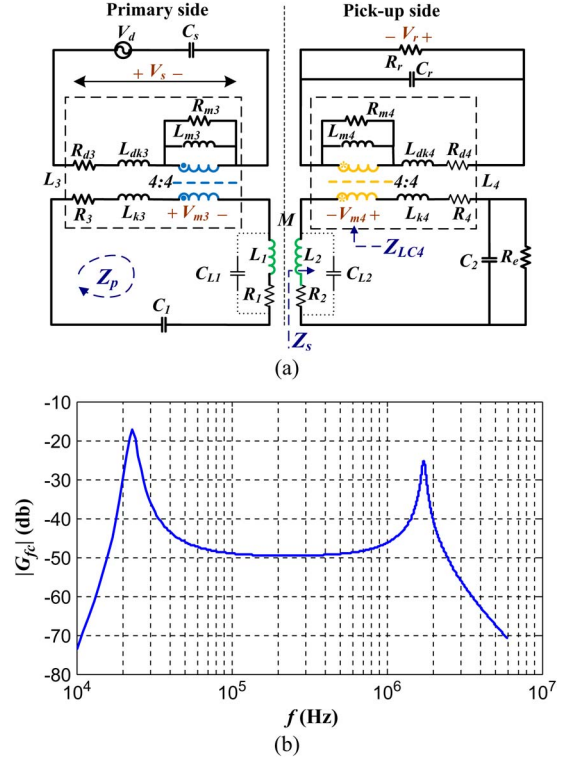 Primary side
Pick-up side
V_d
C_s
− V_r +
R_r
C_r
+ V_s −
R_m3
L_m3
R_m4
L_m4
R_d3
L_dk3
L_dk4
R_d4
L_3
4:4
4:4
L_4
R_3
L_k3
+ V_m3 −
−V_m4 +
L_k4
R_4
M
Z_LC4
Z_p
C_L1
L_1
R_1
L_2
R_2
C_L2
C_2
R_e
C_1
Z_s
(a)
-10
-20
-30
-40
-50
-60
-70
-80
|G_fc| (db)
10^4
10^5
10^6
10^7
f (Hz)
(b)